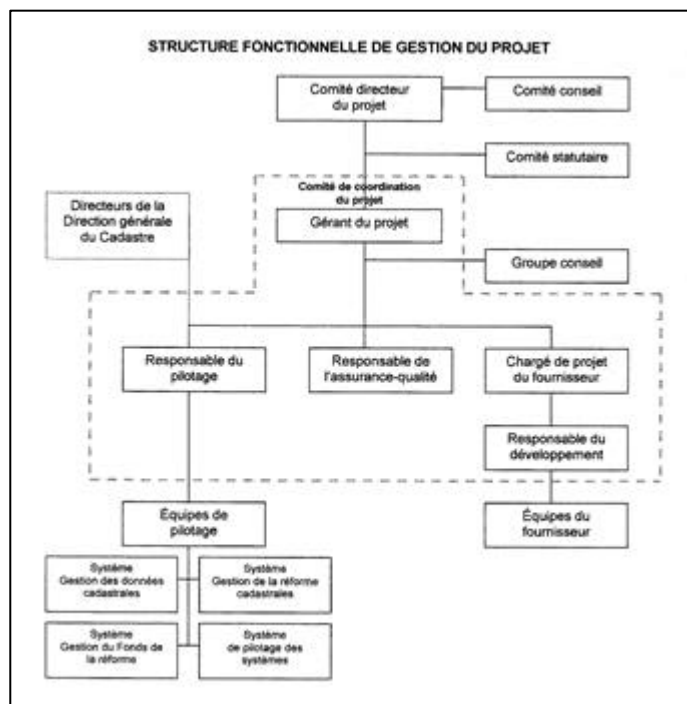 STRUCTURE FONCTIONNELLE DE GESTION DU PROJET
Comité directeur
du projet
Comité conseil
Comité statutaire
Comité de coordination
du projet
Directeurs de la
Direction générale
du Cadastre
Gérant du projet
Groupe conseil
Responsable du
pilotage
Responsable de
l'assurance-qualité
Chargé de projet
du fournisseur
Responsable du
développement
Équipes de
pilotage
Équipes du
fournisseur
Système
Gestion des données
cadastrales
Système
Gestion de la réforme
cadastrales
Système
Gestion du Fonds de
la réforme
Système
de pilotage des
systèmes